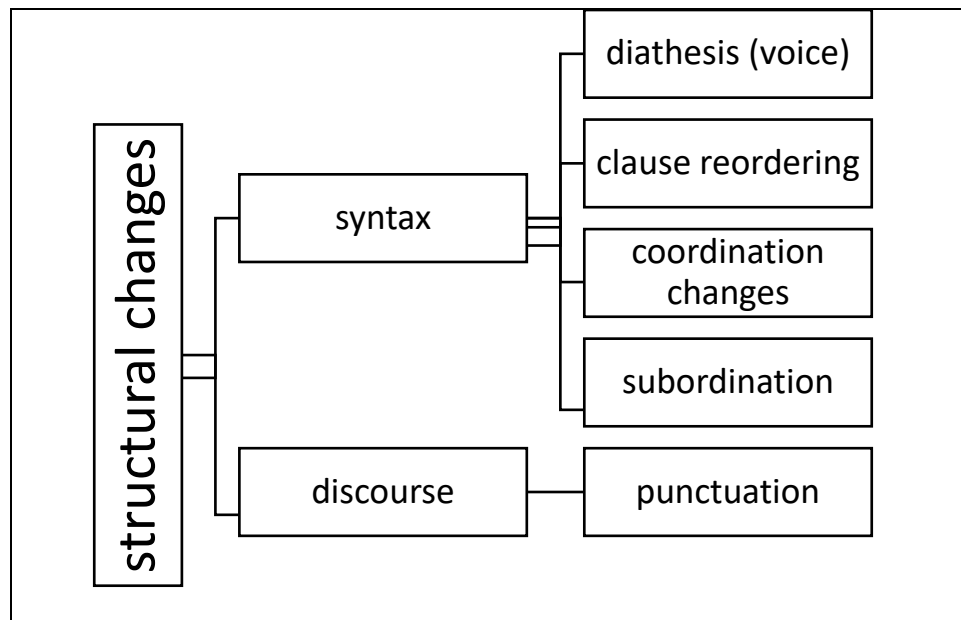 structural changes
syntax
diathesis (voice)
clause reordering
coordination
changes
subordination
discourse
punctuation